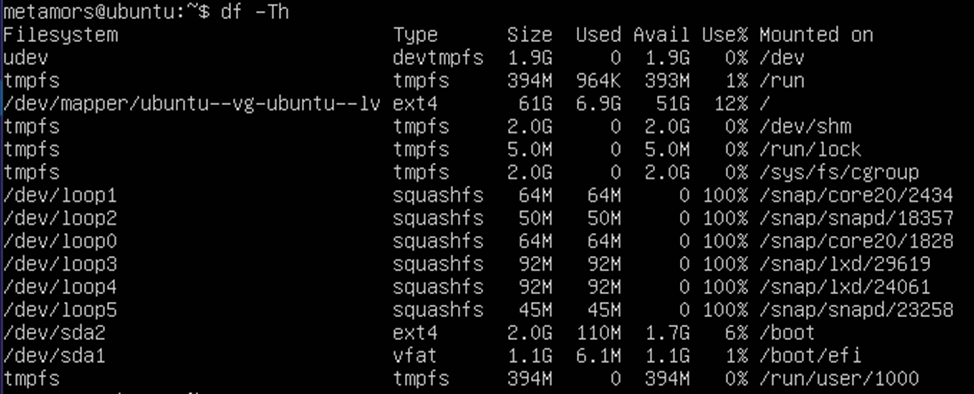 metamors@ubuntu:~$ df -Th
Filesystem Type Size Used Avail Use% Mounted on
udev devtmpfs 1.9G 0 1.9G 0% /dev
tmpfs tmpfs 394M 964K 393M 1% /run
/dev/mapper/ubuntu--vg-ubuntu--lv ext4 61G 6.9G 51G 12% /
tmpfs tmpfs 2.0G 0 2.0G 0% /dev/shm
tmpfs tmpfs 5.0M 0 5.0M 0% /run/lock
tmpfs tmpfs 2.0G 0 2.0G 0% /sys/fs/cgroup
/dev/loop1 squashfs 64M 64M 0 100% /snap/core20/2434
/dev/loop2 squashfs 50M 50M 0 100% /snap/snapd/18357
/dev/loop0 squashfs 64M 64M 0 100% /snap/core20/1828
/dev/loop3 squashfs 92M 92M 0 100% /snap/lxd/29619
/dev/loop4 squashfs 92M 92M 0 100% /snap/lxd/24061
/dev/loop5 squashfs 45M 45M 0 100% /snap/snapd/23258
/dev/sda2 ext4 2.0G 110M 1.7G 6% /boot
/dev/sda1 vfat 1.1G 6.1M 1.1G 1% /boot/efi
tmpfs tmpfs 394M 0 394M 0% /run/user/1000